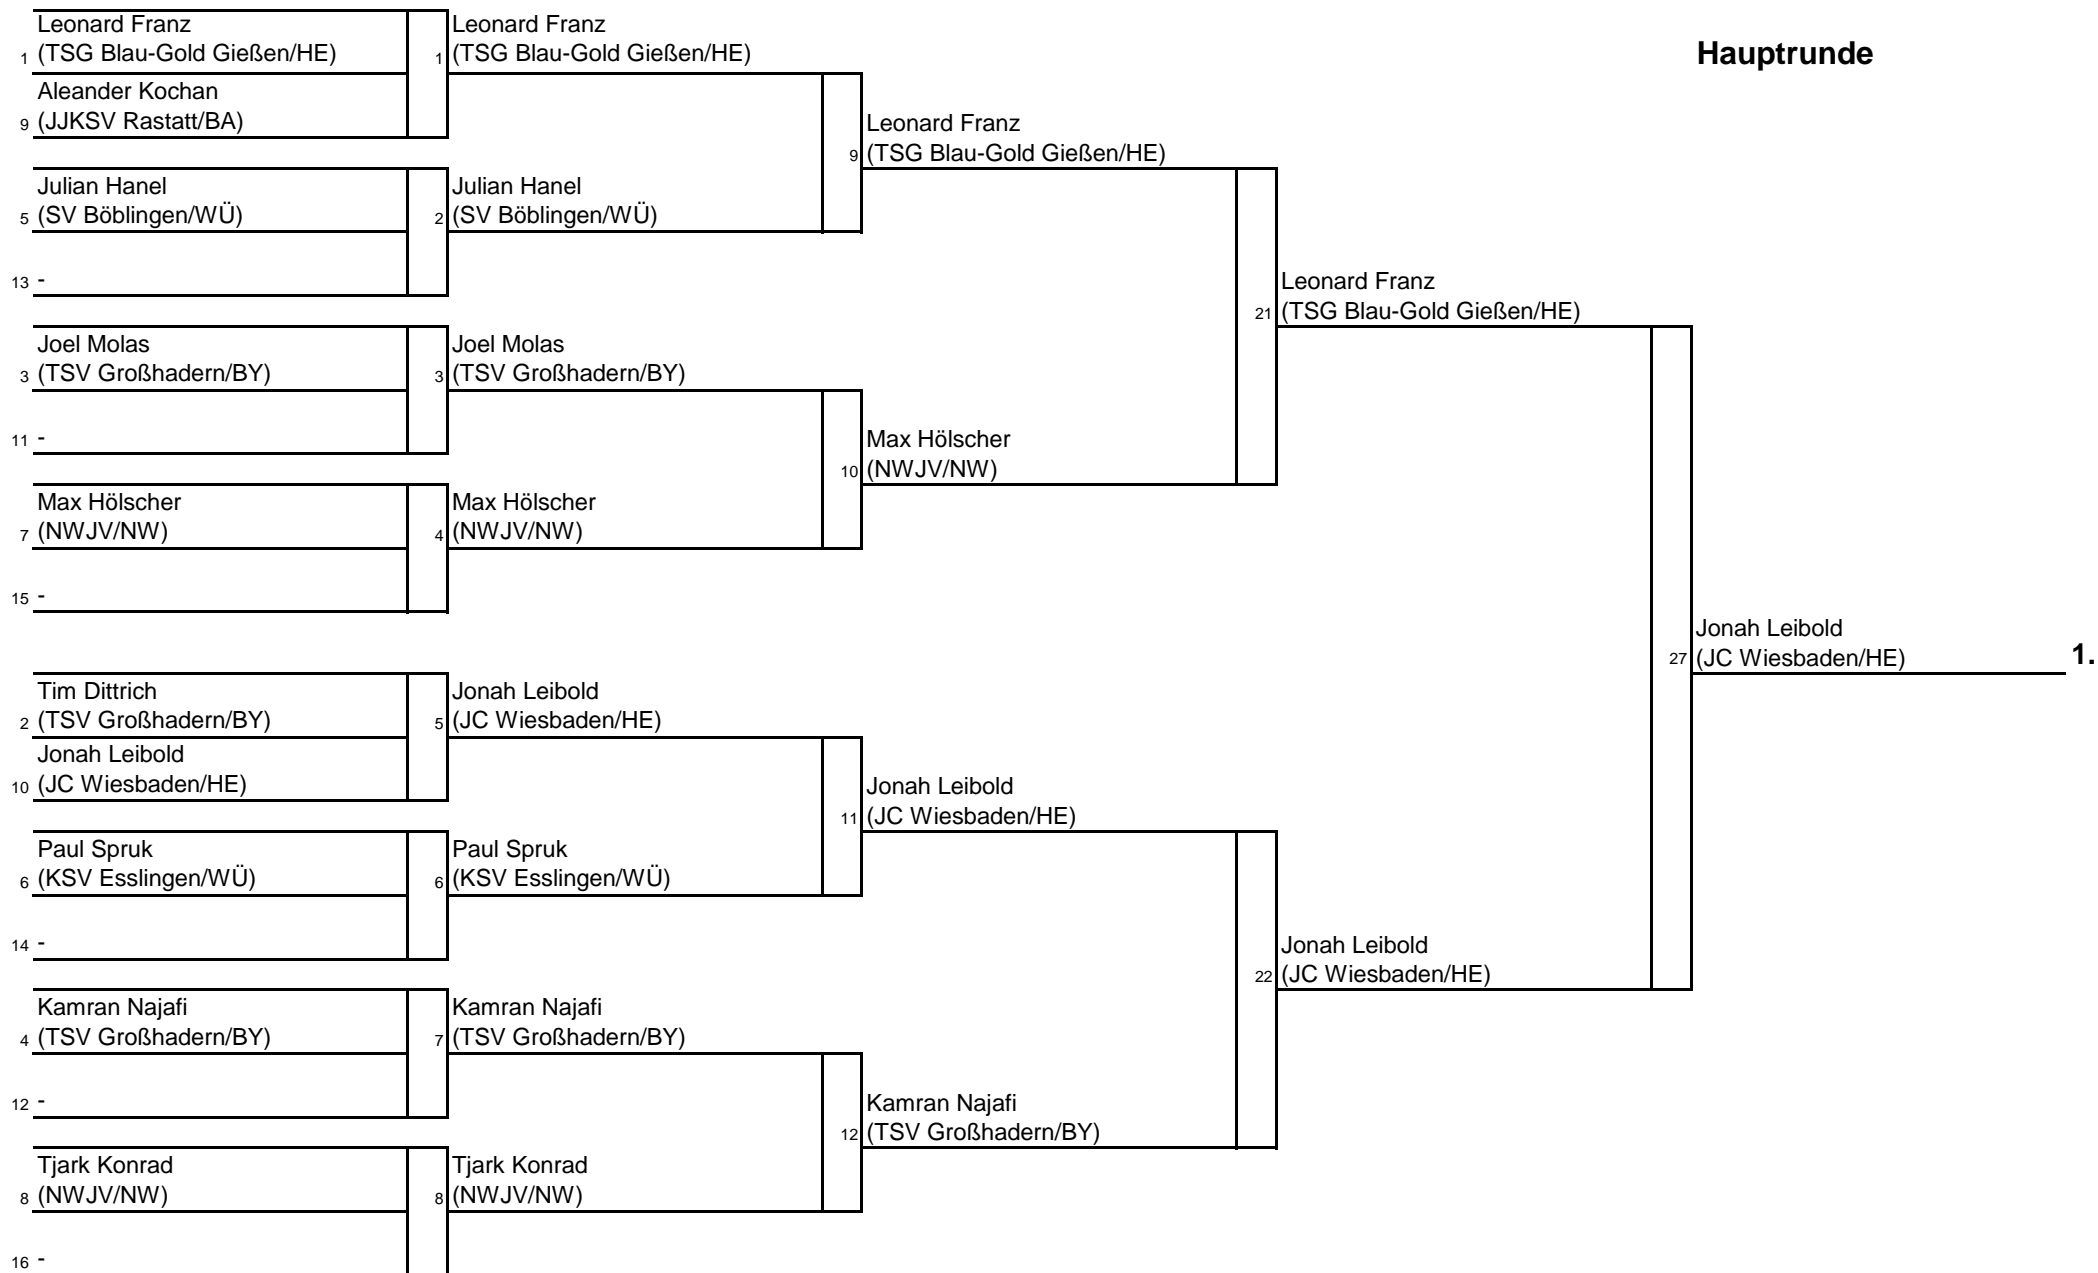 Hauptrunde
Leonard Franz
1 (TSG Blau-Gold Gießen/HE)
Aleander Kochan
9 (JJKSV Rastatt/BA)
Julian Hanel
5 (SV Böblingen/WÜ)
13 -
Joel Molas
3 (TSV Großhadern/BY)
11 -
Max Hölscher
7 (NWJV/NW)
15 -
Tim Dittrich
2 (TSV Großhadern/BY)
Jonah Leibold
10 (JC Wiesbaden/HE)
Paul Spruk
6 (KSV Esslingen/WÜ)
14 -
Kamran Najafi
4 (TSV Großhadern/BY)
12 -
Tjark Konrad
8 (NWJV/NW)
16 -
Leonard Franz
1 (TSG Blau-Gold Gießen/HE)
Julian Hanel
2 (SV Böblingen/WÜ)
Joel Molas
3 (TSV Großhadern/BY)
Max Hölscher
4 (NWJV/NW)
Jonah Leibold
5 (JC Wiesbaden/HE)
Paul Spruk
6 (KSV Esslingen/WÜ)
Kamran Najafi
7 (TSV Großhadern/BY)
Tjark Konrad
8 (NWJV/NW)
Leonard Franz
9 (TSG Blau-Gold Gießen/HE)
Max Hölscher
10 (NWJV/NW)
Jonah Leibold
11 (JC Wiesbaden/HE)
Kamran Najafi
12 (TSV Großhadern/BY)
Leonard Franz
21 (TSG Blau-Gold Gießen/HE)
Jonah Leibold
22 (JC Wiesbaden/HE)
Jonah Leibold
27 (JC Wiesbaden/HE) 1.